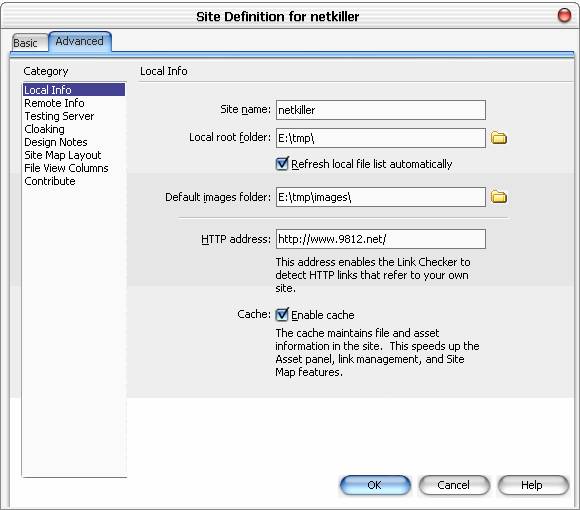 Site Definition for netkiller
Basic
Advanced
Category
Local Info
Remote Info
Testing Server
Cloaking
Design Notes
Site Map Layout
File View Columns
Contribute
Local Info
Site name: netkiller
Local root folder: E:\tmp\
Refresh local file list automatically
Default images folder: E:\tmp\images\
HTTP address: http://www.9812.net/
This address enables the Link Checker to
detect HTTP links that refer to your own
site.
Cache: Enable cache
The cache maintains file and asset
information in the site. This speeds up the
Asset panel, link management, and Site
Map features.
OK
Cancel
Help